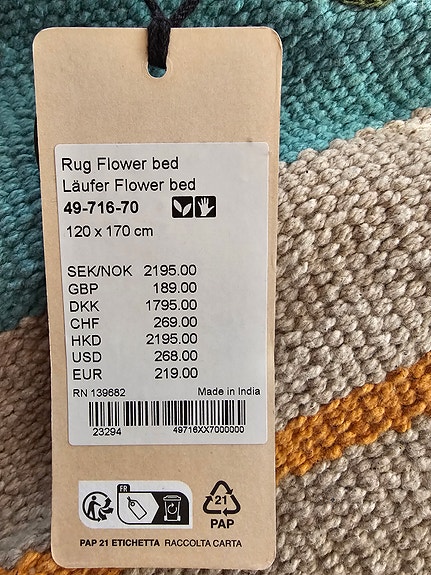 Rug Flower bed
Läufer Flower bed
49-716-70
120 x 170 cm
SEK/NOK 2195.00
GBP 189.00
DKK 1795.00
CHF 269.00
HKD 2195.00
USD 268.00
EUR 219.00
RN 139682 Made in India
23294 49716XX7000000
FR
21
PAP
PAP 21 ETICHETTA RACCOLTA CARTA